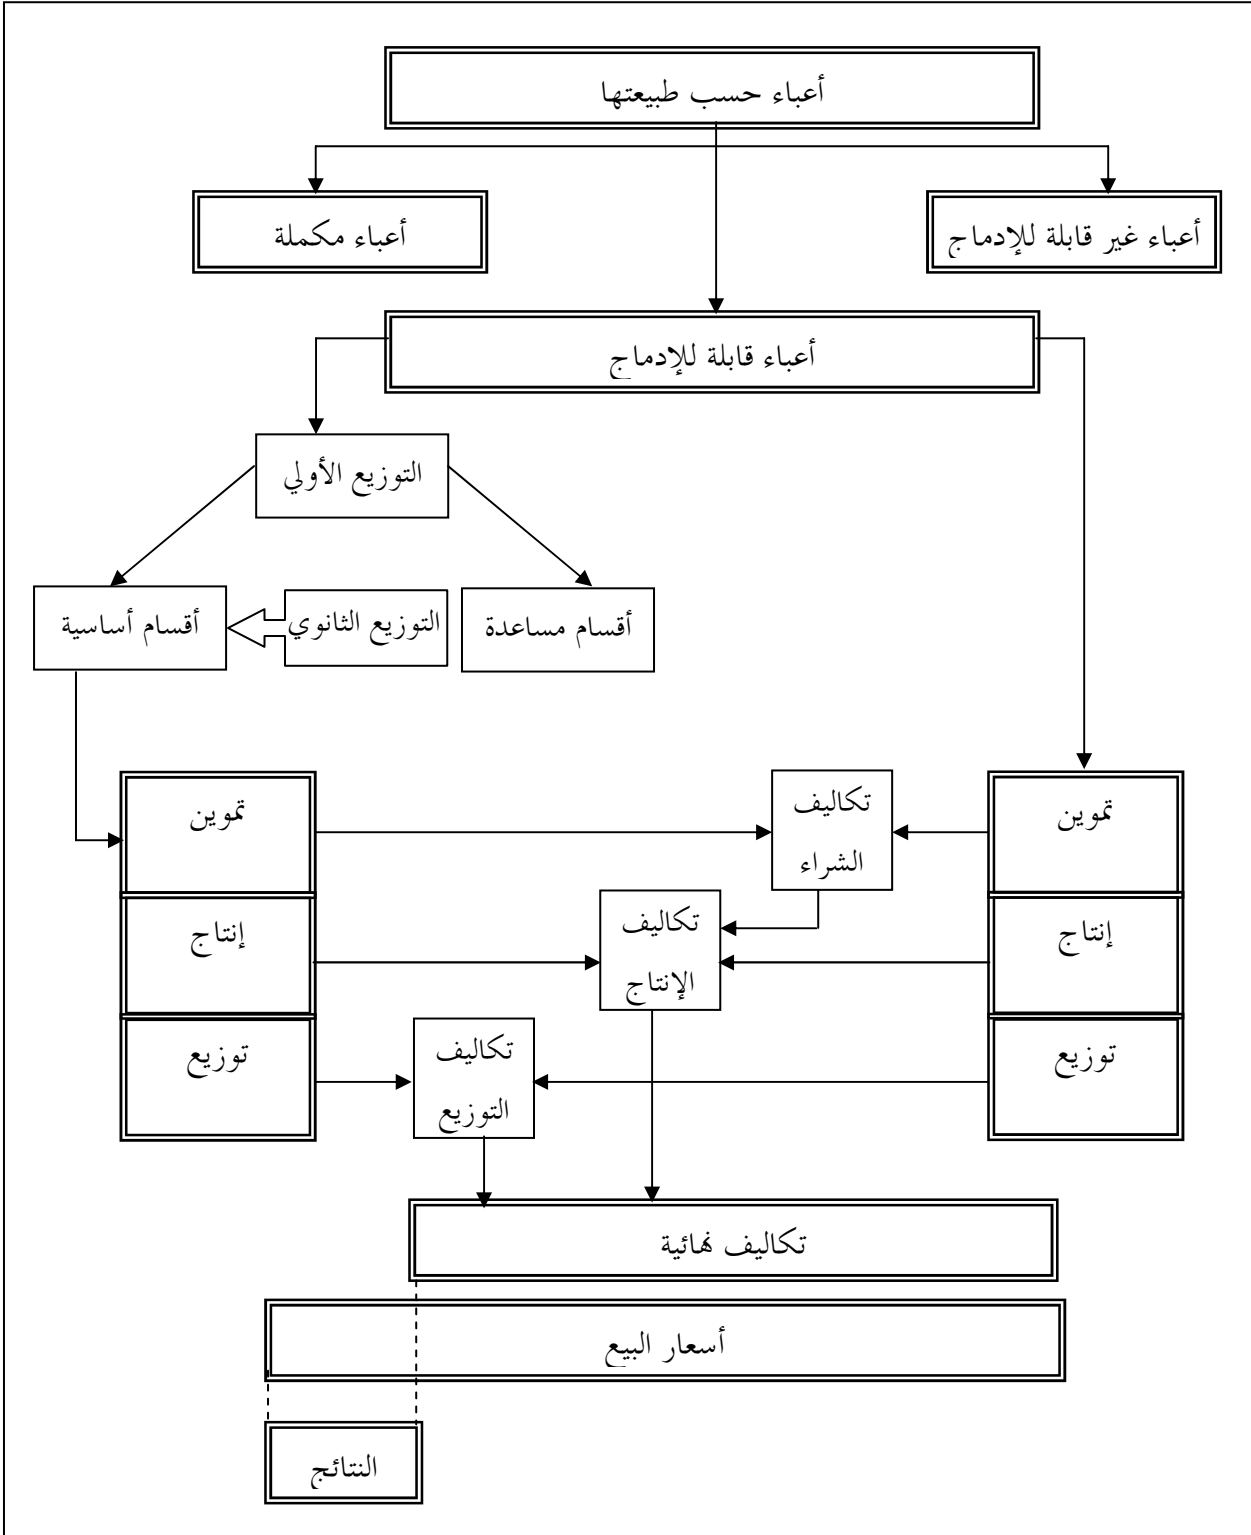 أعباء حسب طبيعتها
أعباء غير قابلة للإدماج
أعباء مكملة
أعباء قابلة للإدماج
التوزيع الأولي
أقسام مساعدة
التوزيع الثانوي
أقسام أساسية
تموين
تكاليف
الشراء
تموين
إنتاج
تكاليف
الإنتاج
إنتاج
توزيع
تكاليف
التوزيع
توزيع
تكاليف نهائية
أسعار البيع
النتائج